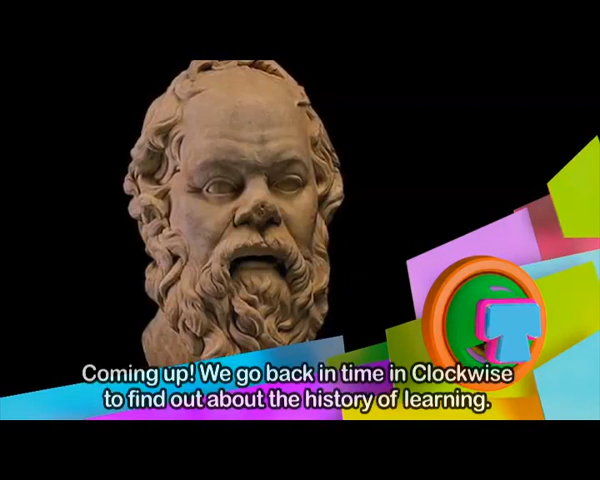 Coming up! We go back in time in Clockwise
to find out about the history of learning.